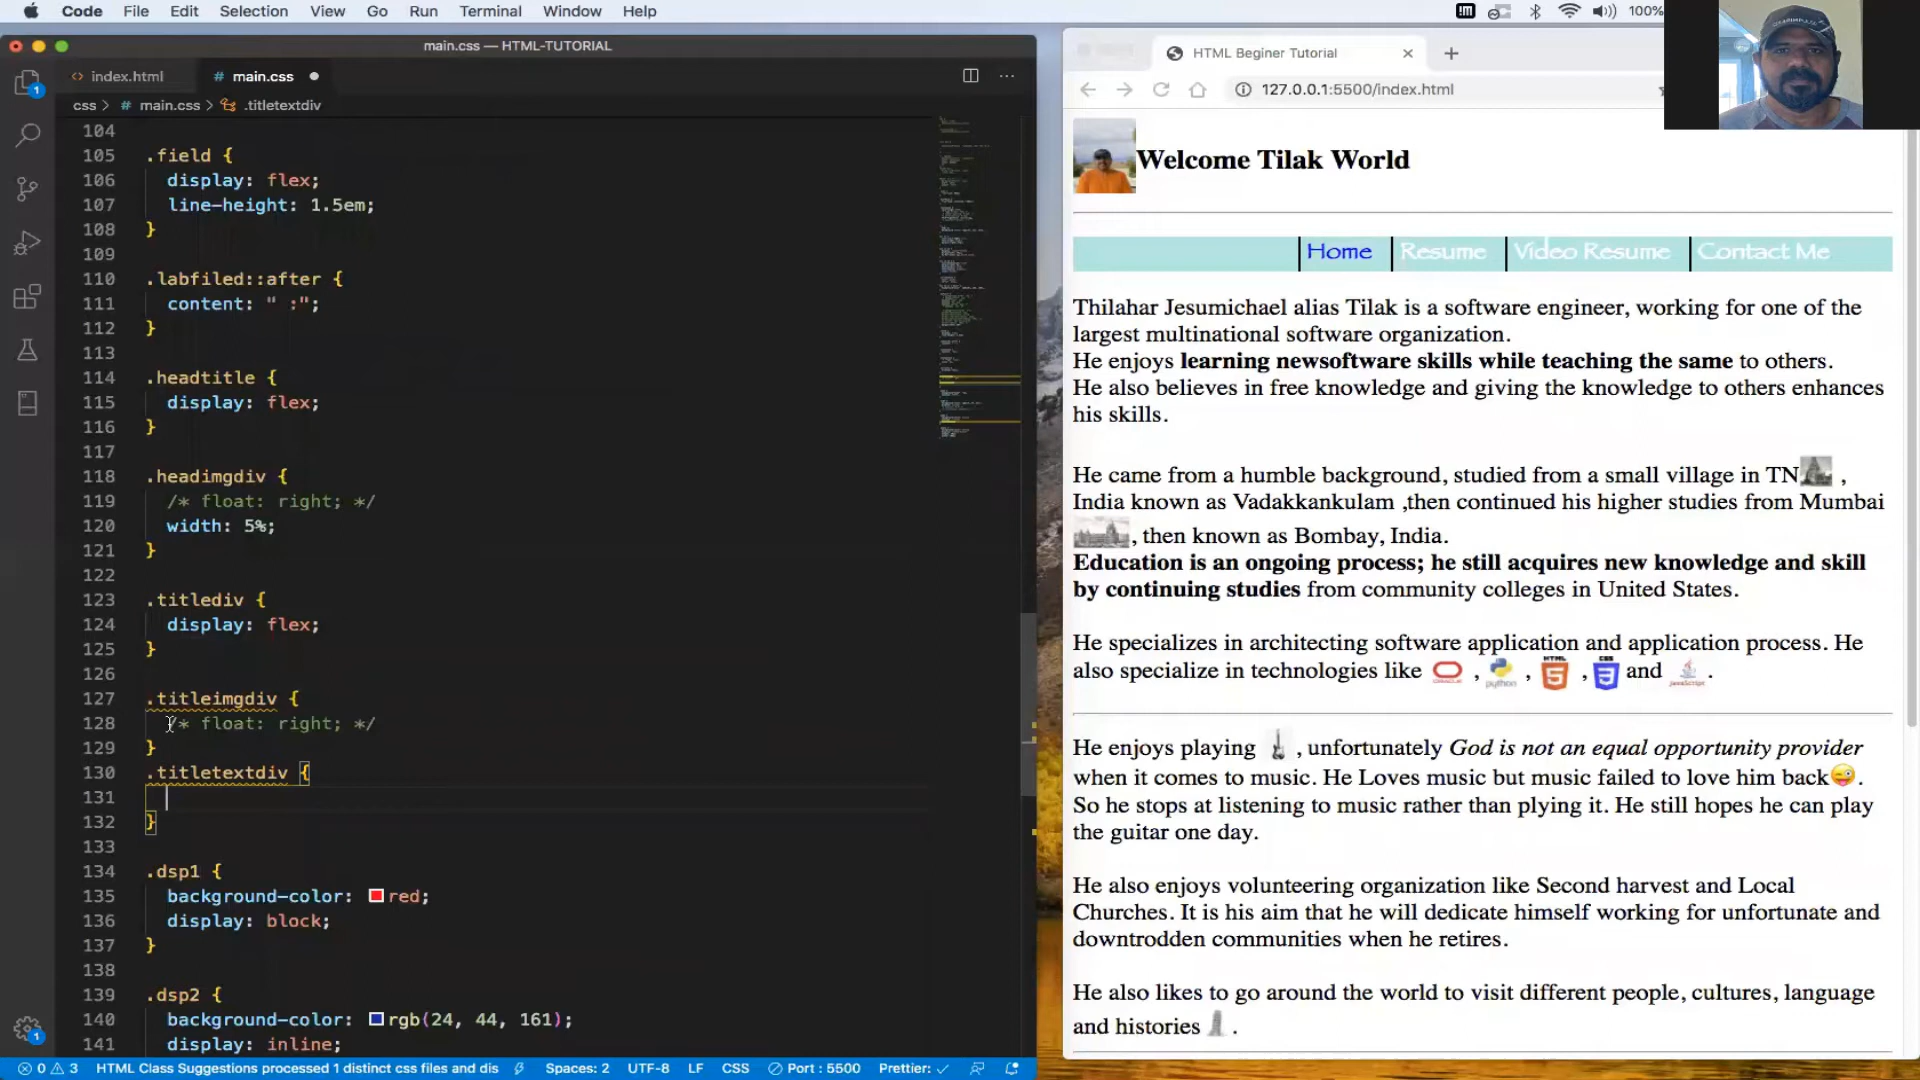 Code File Edit Selection View Go Run Terminal Window Help
100%
main.css — HTML-TUTORIAL
index.html
# main.css
css > # main.css > .titletextdiv
104
105 .field {
106 display: flex;
107 line-height: 1.5em;
108 }
109
110 .labfiled::after {
111 content: " :";
112 }
113
114 .headtitle {
115 display: flex;
116 }
117
118 .headimgdiv {
119 /* float: right; */
120 width: 5%;
121 }
122
123 .titlediv {
124 display: flex;
125 }
126
127 .titleimgdiv {
128 /* float: right; */
129 }
130 .titletextdiv {
131
132 }
133
134 .dsp1 {
135 background-color: red;
136 display: block;
137 }
138
139 .dsp2 {
140 background-color: rgb(24, 44, 161);
141 display: inline;
1
1
0 3 HTML Class Suggestions processed 1 distinct css files and dis Spaces: 2 UTF-8 LF CSS Port : 5500 Prettier: ✓
HTML Beginer Tutorial
127.0.0.1:5500/index.html
Welcome Tilak World
Home Resume Video Resume Contact Me
Thilahar Jesumichael alias Tilak is a software engineer, working for one of the
largest multinational software organization.
He enjoys learning newsoftware skills while teaching the same to others.
He also believes in free knowledge and giving the knowledge to others enhances
his skills.
He came from a humble background, studied from a small village in TN ,
India known as Vadakkankulam ,then continued his higher studies from Mumbai
, then known as Bombay, India.
Education is an ongoing process; he still acquires new knowledge and skill
by continuing studies from community colleges in United States.
He specializes in architecting software application and application process. He
also specialize in technologies like ORACLE , python , HTML 5 , CSS 3 and JavaScript .
He enjoys playing , unfortunately God is not an equal opportunity provider
when it comes to music. He Loves music but music failed to love him back😜.
So he stops at listening to music rather than plying it. He still hopes he can play
the guitar one day.
He also enjoys volunteering organization like Second harvest and Local
Churches. It is his aim that he will dedicate himself working for unfortunate and
downtrodden communities when he retires.
He also likes to go around the world to visit different people, cultures, language
and histories .